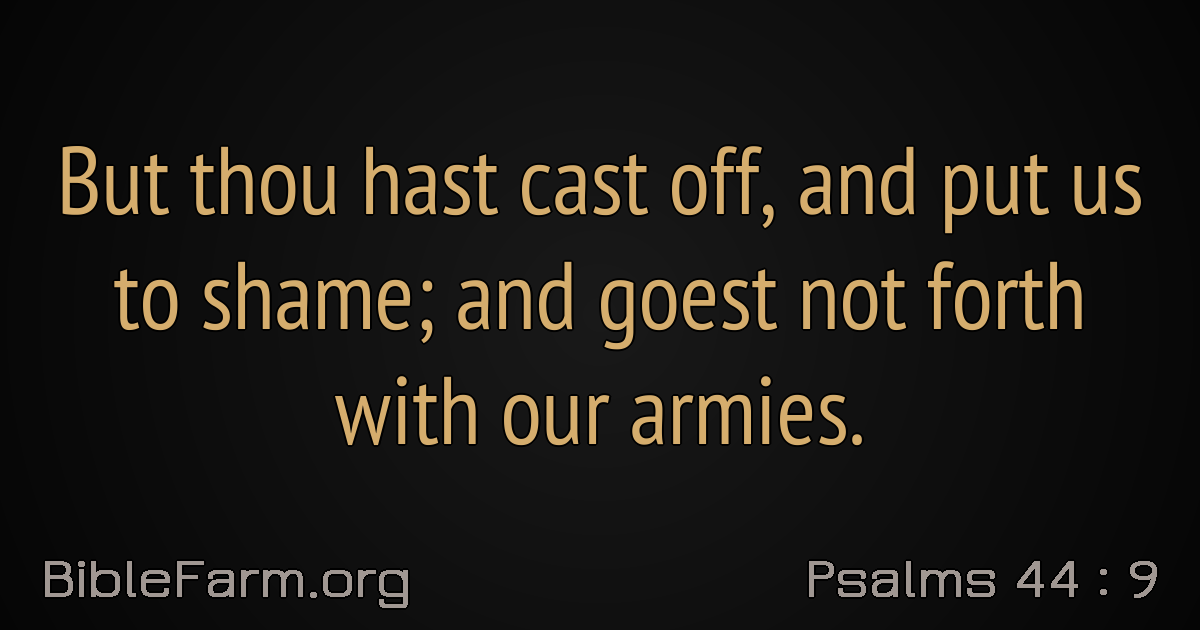 But thou hast cast off, and put us
to shame; and goest not forth
with our armies.
BibleFarm.org
Psalms 44 : 9